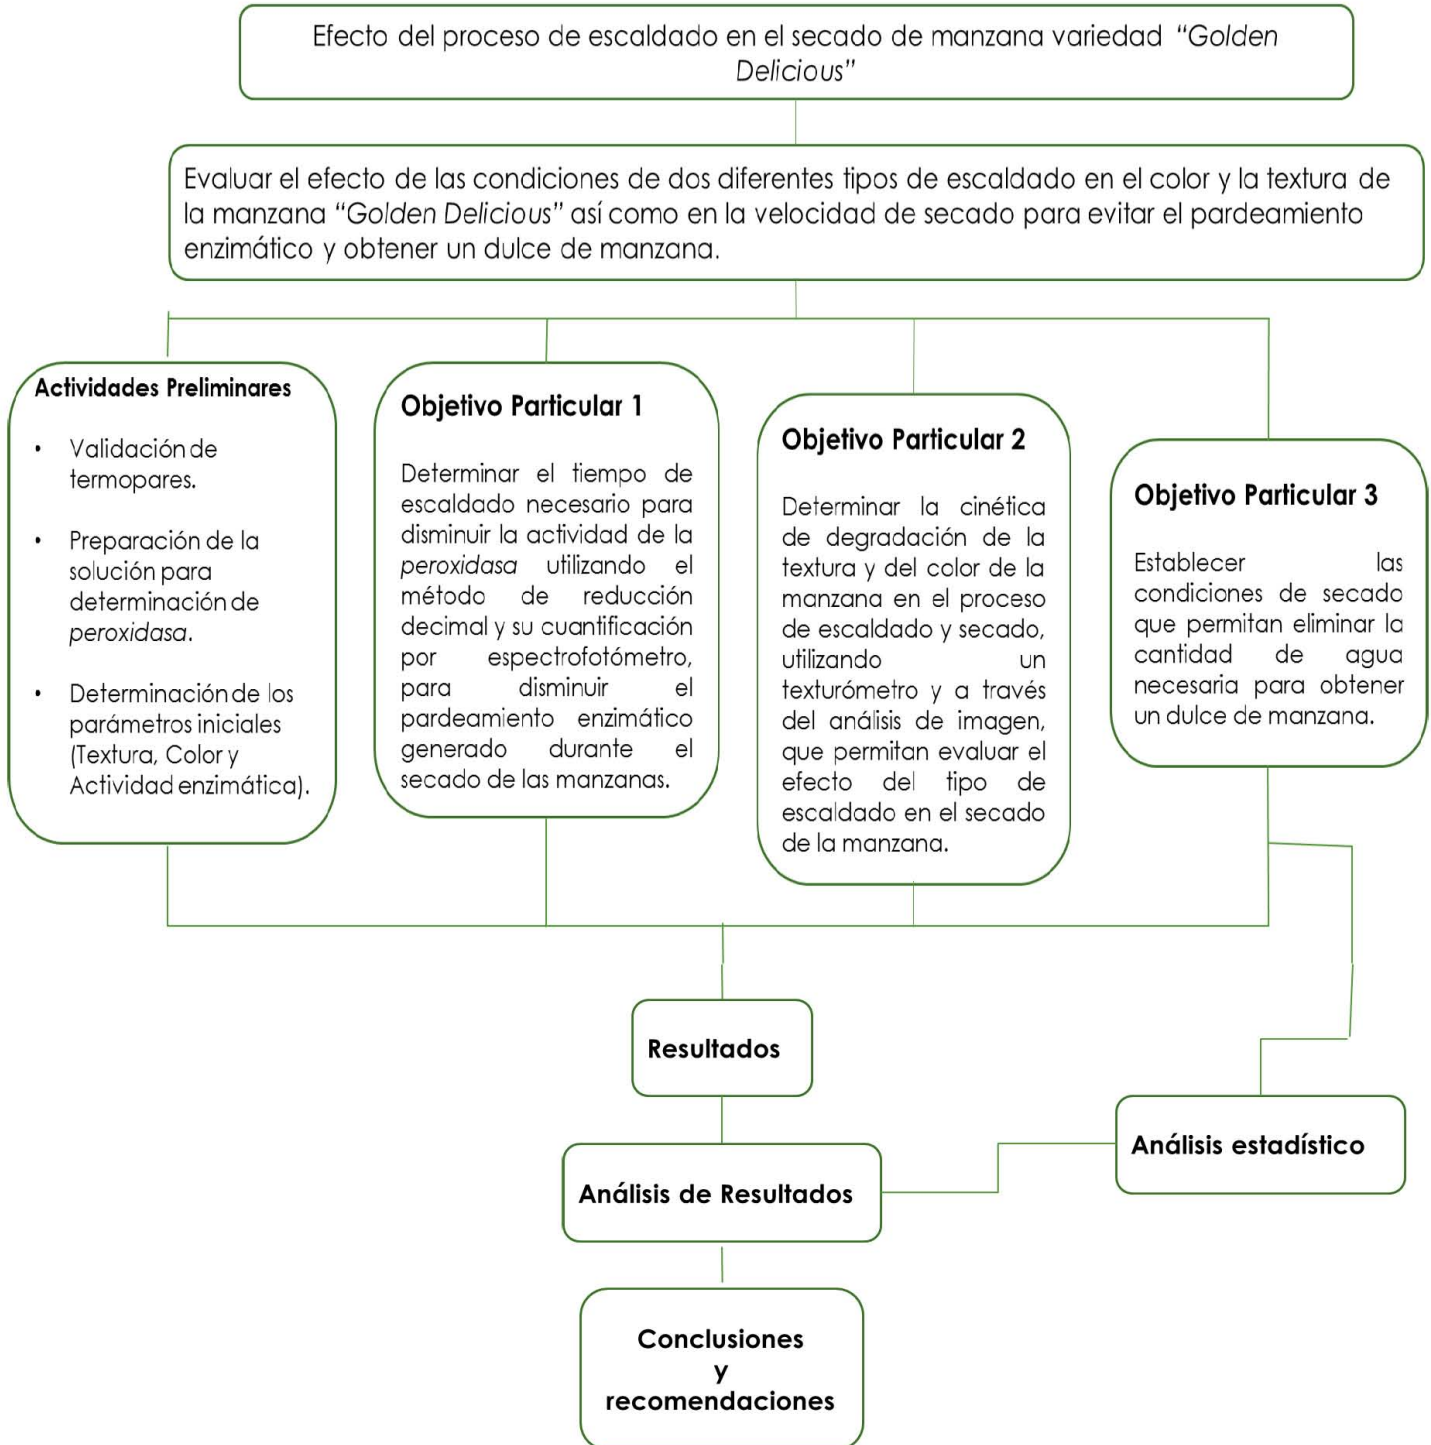 Efecto del proceso de escaldado en el secado de manzana variedad “Golden
Delicious”
Evaluar el efecto de las condiciones de dos diferentes tipos de escaldado en el color y la textura de
la manzana “Golden Delicious” así como en la velocidad de secado para evitar el pardeamiento
enzimático y obtener un dulce de manzana.
Actividades Preliminares
• Validación de
termopares.
• Preparación de la
solución para
determinación de
peroxidasa.
• Determinación de los
parámetros iniciales
(Textura, Color y
Actividad enzimática).
Objetivo Particular 1
Determinar el tiempo de
escaldado necesario para
disminuir la actividad de la
peroxidasa utilizando el
método de reducción
decimal y su cuantificación
por espectrofotómetro,
para disminuir el
pardeamiento enzimático
generado durante el
secado de las manzanas.
Objetivo Particular 2
Determinar la cinética
de degradación de la
textura y del color de la
manzana en el proceso
de escaldado y secado,
utilizando un
texturómetro y a través
del análisis de imagen,
que permitan evaluar el
efecto del tipo de
escaldado en el secado
de la manzana.
Objetivo Particular 3
Establecer las
condiciones de secado
que permitan eliminar la
cantidad de agua
necesaria para obtener
un dulce de manzana.
Resultados
Análisis estadístico
Análisis de Resultados
Conclusiones
y
recomendaciones